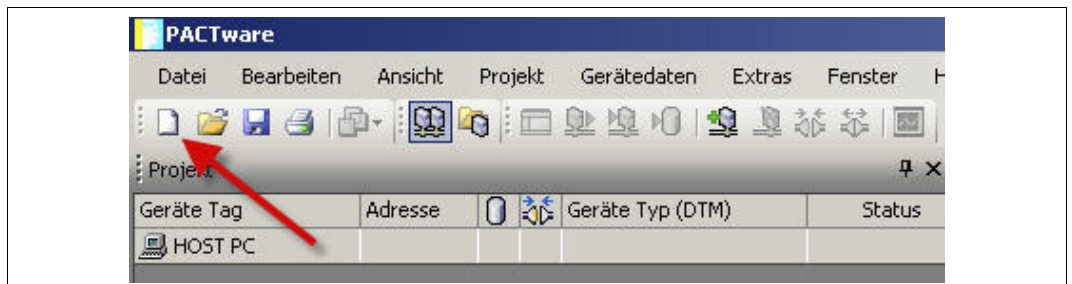 PACTware
Datei Bearbeiten Ansicht Projekt Gerätedaten Extras Fenster
Projekt
Geräte Tag Adresse Geräte Typ (DTM) Status
HOST PC